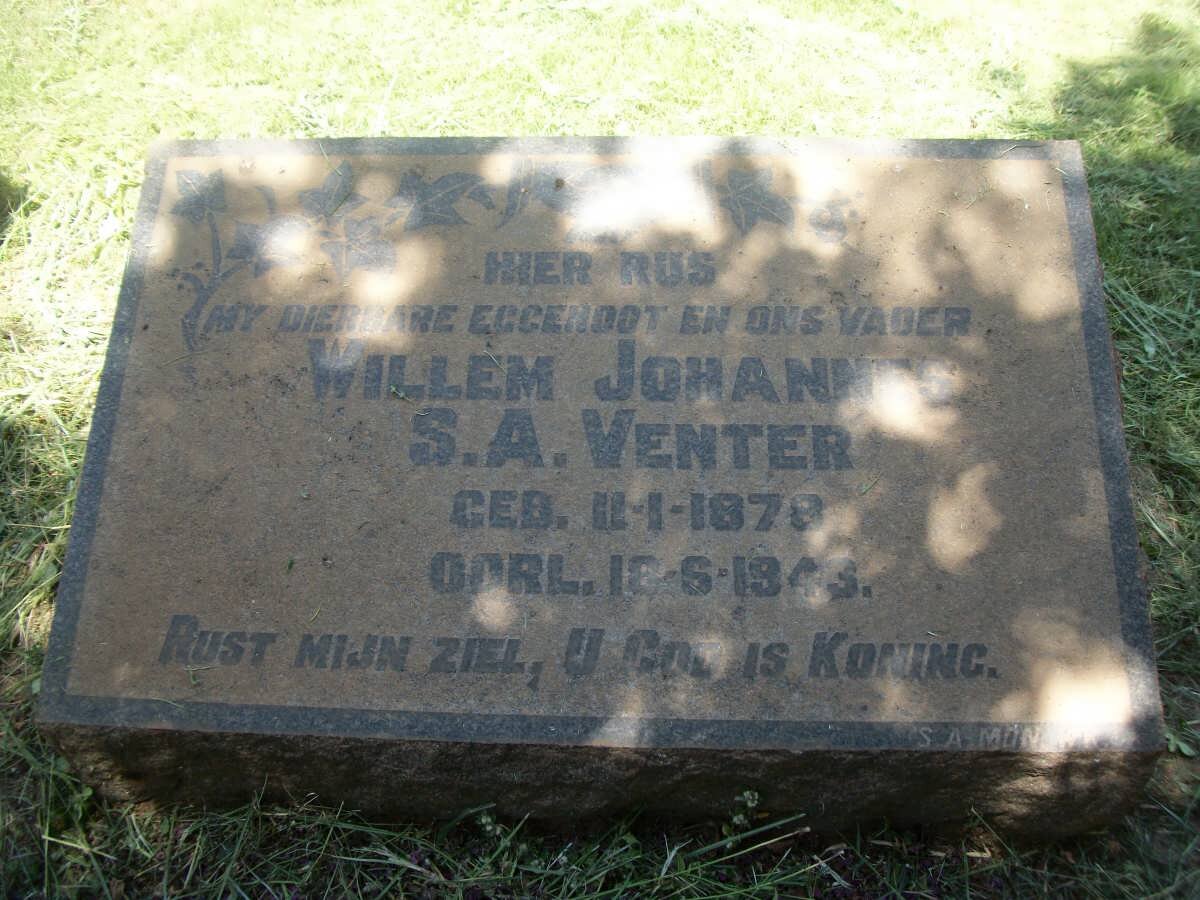 HIER RUS
MY DIERBARE EGGENOOT EN ONS VADER
WILLEM JOHANNES
S.A. VENTER
GEB. 11-1-1878
OORL. 18-6-1943.
RUST MIJN ZIEL, U GOD IS KONING.
S.A.